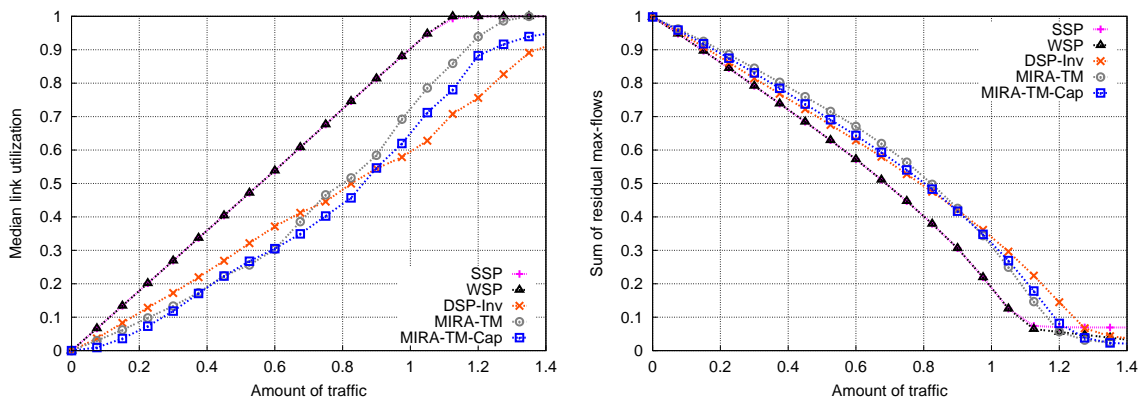 Median link utilization
1
0.9
0.8
0.7
0.6
0.5
0.4
0.3
0.2
0.1
0
0 0.2 0.4 0.6 0.8 1 1.2 1.4
Amount of traffic
SSP
WSP
DSP-Inv
MIRA-TM
MIRA-TM-Cap
Sum of residual max-flows
1
0.9
0.8
0.7
0.6
0.5
0.4
0.3
0.2
0.1
0
0 0.2 0.4 0.6 0.8 1 1.2 1.4
Amount of traffic
SSP
WSP
DSP-Inv
MIRA-TM
MIRA-TM-Cap